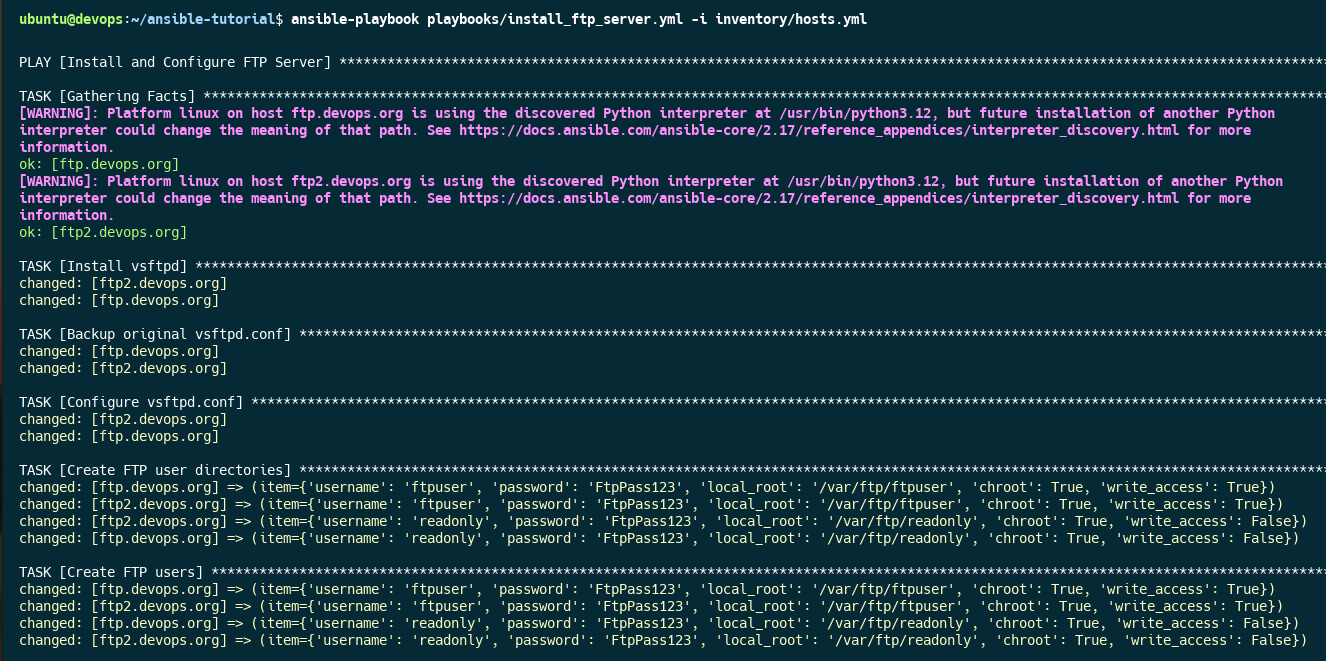 ubuntu@devops:~/ansible-tutorial$ ansible-playbook playbooks/install_ftp_server.yml -i inventory/hosts.yml
PLAY [Install and Configure FTP Server] ****************************************************************************************************************************
TASK [Gathering Facts] *********************************************************************************************************************************************
[WARNING]: Platform linux on host ftp.devops.org is using the discovered Python interpreter at /usr/bin/python3.12, but future installation of another Python
interpreter could change the meaning of that path. See https://docs.ansible.com/ansible-core/2.17/reference_appendices/interpreter_discovery.html for more
information.
ok: [ftp.devops.org]
[WARNING]: Platform linux on host ftp2.devops.org is using the discovered Python interpreter at /usr/bin/python3.12, but future installation of another Python
interpreter could change the meaning of that path. See https://docs.ansible.com/ansible-core/2.17/reference_appendices/interpreter_discovery.html for more
information.
ok: [ftp2.devops.org]
TASK [Install vsftpd] **********************************************************************************************************************************************
changed: [ftp2.devops.org]
changed: [ftp.devops.org]
TASK [Backup original vsftpd.conf] *********************************************************************************************************************************
changed: [ftp.devops.org]
changed: [ftp2.devops.org]
TASK [Configure vsftpd.conf] ***************************************************************************************************************************************
changed: [ftp2.devops.org]
changed: [ftp.devops.org]
TASK [Create FTP user directories] *********************************************************************************************************************************
changed: [ftp.devops.org] => (item={'username': 'ftpuser', 'password': 'FtpPass123', 'local_root': '/var/ftp/ftpuser', 'chroot': True, 'write_access': True})
changed: [ftp2.devops.org] => (item={'username': 'ftpuser', 'password': 'FtpPass123', 'local_root': '/var/ftp/ftpuser', 'chroot': True, 'write_access': True})
changed: [ftp2.devops.org] => (item={'username': 'readonly', 'password': 'FtpPass123', 'local_root': '/var/ftp/readonly', 'chroot': True, 'write_access': False})
changed: [ftp.devops.org] => (item={'username': 'readonly', 'password': 'FtpPass123', 'local_root': '/var/ftp/readonly', 'chroot': True, 'write_access': False})
TASK [Create FTP users] ********************************************************************************************************************************************
changed: [ftp.devops.org] => (item={'username': 'ftpuser', 'password': 'FtpPass123', 'local_root': '/var/ftp/ftpuser', 'chroot': True, 'write_access': True})
changed: [ftp2.devops.org] => (item={'username': 'ftpuser', 'password': 'FtpPass123', 'local_root': '/var/ftp/ftpuser', 'chroot': True, 'write_access': True})
changed: [ftp.devops.org] => (item={'username': 'readonly', 'password': 'FtpPass123', 'local_root': '/var/ftp/readonly', 'chroot': True, 'write_access': False})
changed: [ftp2.devops.org] => (item={'username': 'readonly', 'password': 'FtpPass123', 'local_root': '/var/ftp/readonly', 'chroot': True, 'write_access': False})